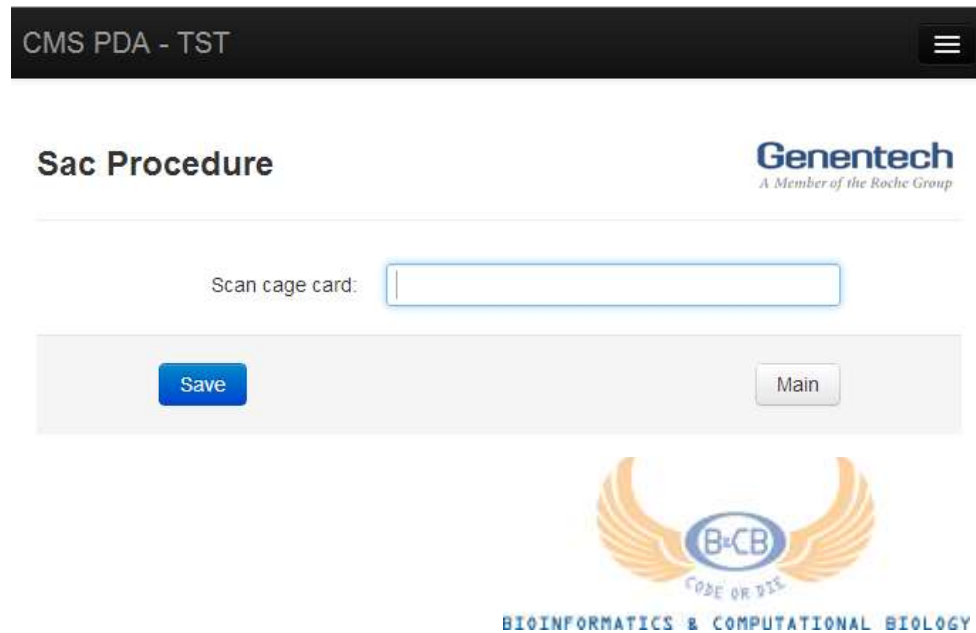 CMS PDA - TST
Sac Procedure
Genentech
A Member of the Roche Group
Scan cage card:
Save
Main
B&CB
CODE OR DIE
BIOINFORMATICS & COMPUTATIONAL BIOLOGY